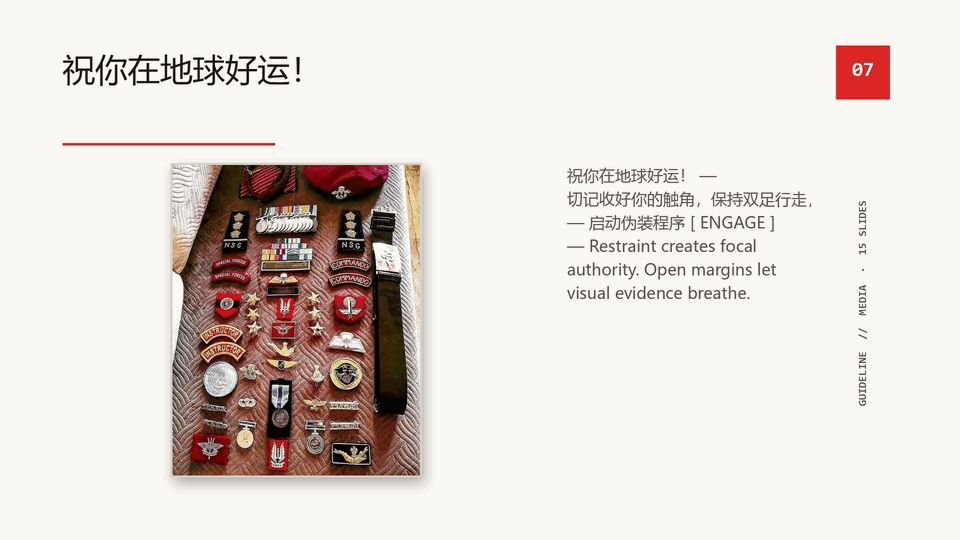 祝你在地球好运！
07
祝你在地球好运！ —
切记收好你的触角，保持双足行走，
— 启动伪装程序 [ ENGAGE ]
— Restraint creates focal
authority. Open margins let
visual evidence breathe.
GUIDELINE // MEDIA · 15 SLIDES
NSG
NSG
SPECIAL FORCES
SPECIAL FORCES
COMMANDO
COMMANDO
INSTRUCTOR
INSTRUCTOR